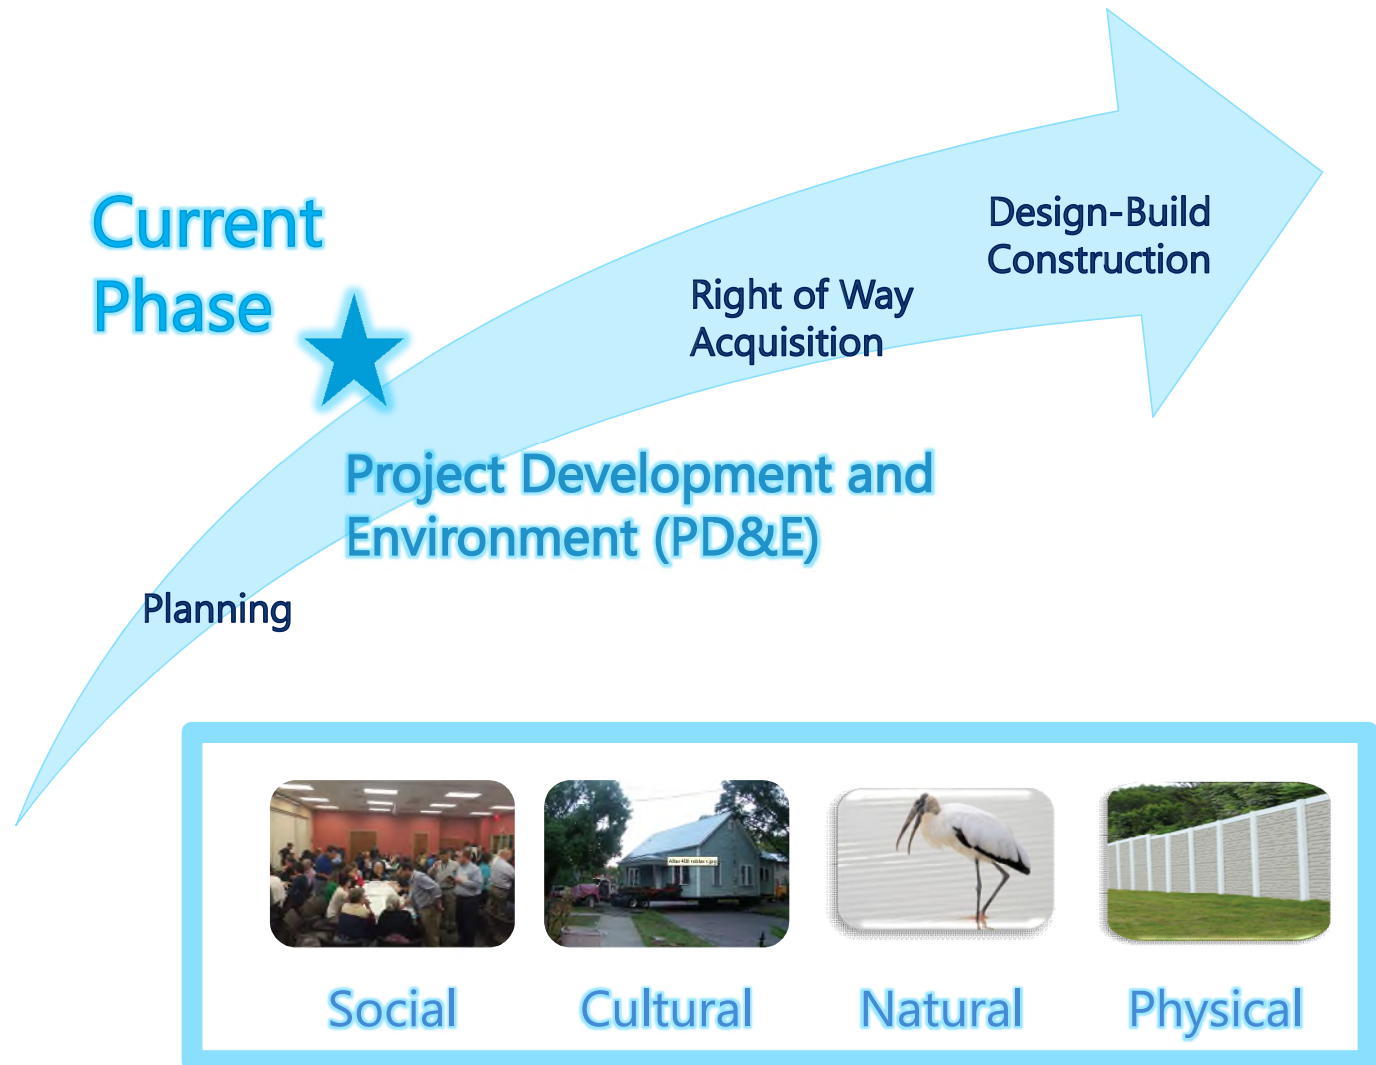 Current
Phase
Design-Build
Construction
Right of Way
Acquisition
Project Development and
Environment (PD&E)
Planning
Social
Cultural
Natural
Physical